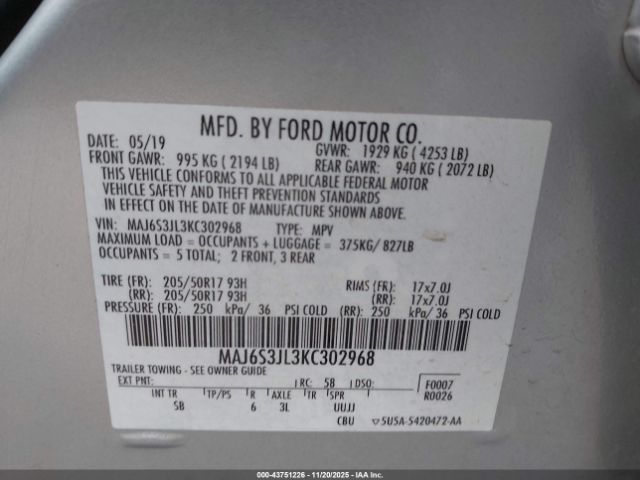 MFD. BY FORD MOTOR CO.
DATE: 05/19 GVWR: 1929 KG ( 4253 LB)
FRONT GAWR: 995 KG ( 2194 LB) REAR GAWR: 940 KG ( 2072 LB)
THIS VEHICLE CONFORMS TO ALL APPLICABLE FEDERAL MOTOR
VEHICLE SAFETY AND THEFT PREVENTION STANDARDS
IN EFFECT ON THE DATE OF MANUFACTURE SHOWN ABOVE.
VIN: MAJ6S3JL3KC302968 TYPE: MPV
MAXIMUM LOAD = OCCUPANTS + LUGGAGE = 375KG/ 827LB
OCCUPANTS = 5 TOTAL; 2 FRONT, 3 REAR
TIRE (FR): 205/50R17 93H RIMS (FR): 17x7.0J
(RR): 205/50R17 93H (RR): 17x7.0J
PRESSURE (FR): 250 kPa/ 36 PSI COLD (RR): 250 kPa/ 36 PSI COLD
MAJ6S3JL3KC302968
TRAILER TOWING - SEE OWNER GUIDE
EXT PNT: RC: 58 DSO: F0007
R0026
INT TR TP/PS R AXLE TR SPR
SB 6 3L UUJJ
CBU 5U5A-5420472-AA
© 000-43751226 - 11/20/2025 - IAA Inc.